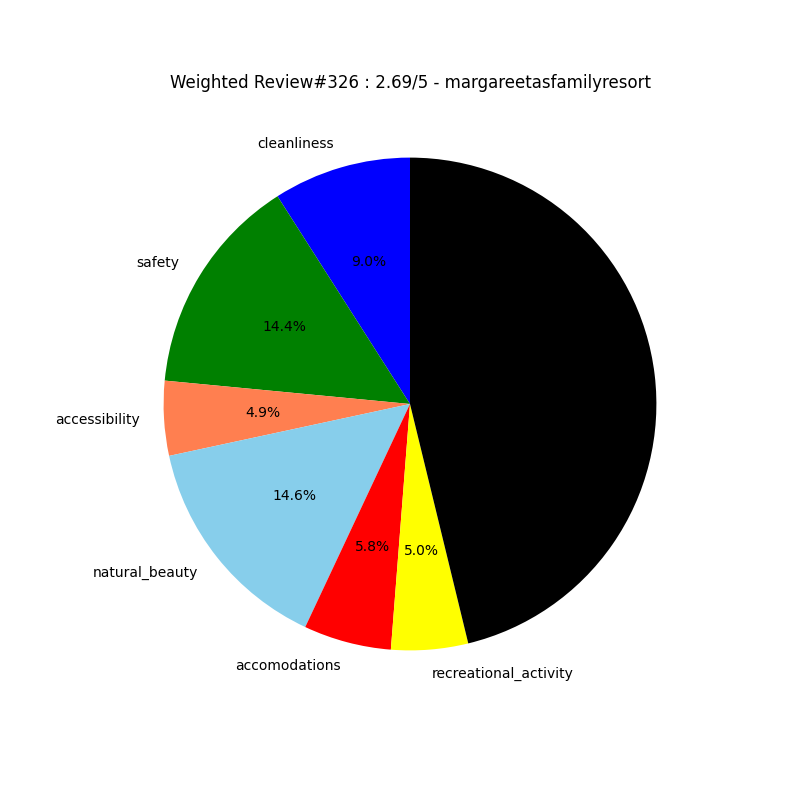 Weighted Review#326 : 2.69/5 - margareetasfamilyresort
cleanliness
9.0%
safety
14.4%
accessibility
4.9%
natural_beauty
14.6%
accomodations
5.8%
recreational_activity
5.0%